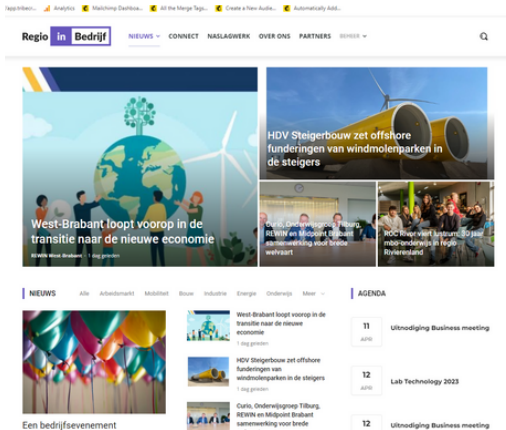 Analytics
Mailchimp Dashboa...
All the Merge Tags...
Create a New Audie...
Automatically Add...
Regio in Bedrijf
NIEUWS
CONNECT
NASLAGWERK
OVER ONS
PARTNERS
BEHEER
West-Brabant loopt voorop in de
transitie naar de nieuwe economie
REWIN West-Brabant - 1 dag geleden
HDV Steigerbouw zet offshore
funderingen van windmolenparken in
de steigers
Curio, Onderwijsgroep Tilburg,
REWIN en Midpoint Brabant
samenwerking voor brede
welvaart
ROC Rivor viert lustrum, 30 jaar
mbo-onderwijs in regio
Rivierenland
NIEUWS
Alle
Arbeidsmarkt
Mobiliteit
Bouw
Industrie
Energie
Onderwijs
Meer
AGENDA
West-Brabant loopt voorop in de
transitie naar de nieuwe
economie
1 dag geleden
HDV Steigerbouw zet offshore
funderingen van
windmolenparken in de steigers
1 dag geleden
Curio, Onderwijsgroep Tilburg,
REWIN en Midpoint Brabant
samenwerking voor brede
Een bedrijfsevenement
11
APR
Uitnodiging Business meeting
12
APR
Lab Technology 2023
12
Uitnodiging Business meeting